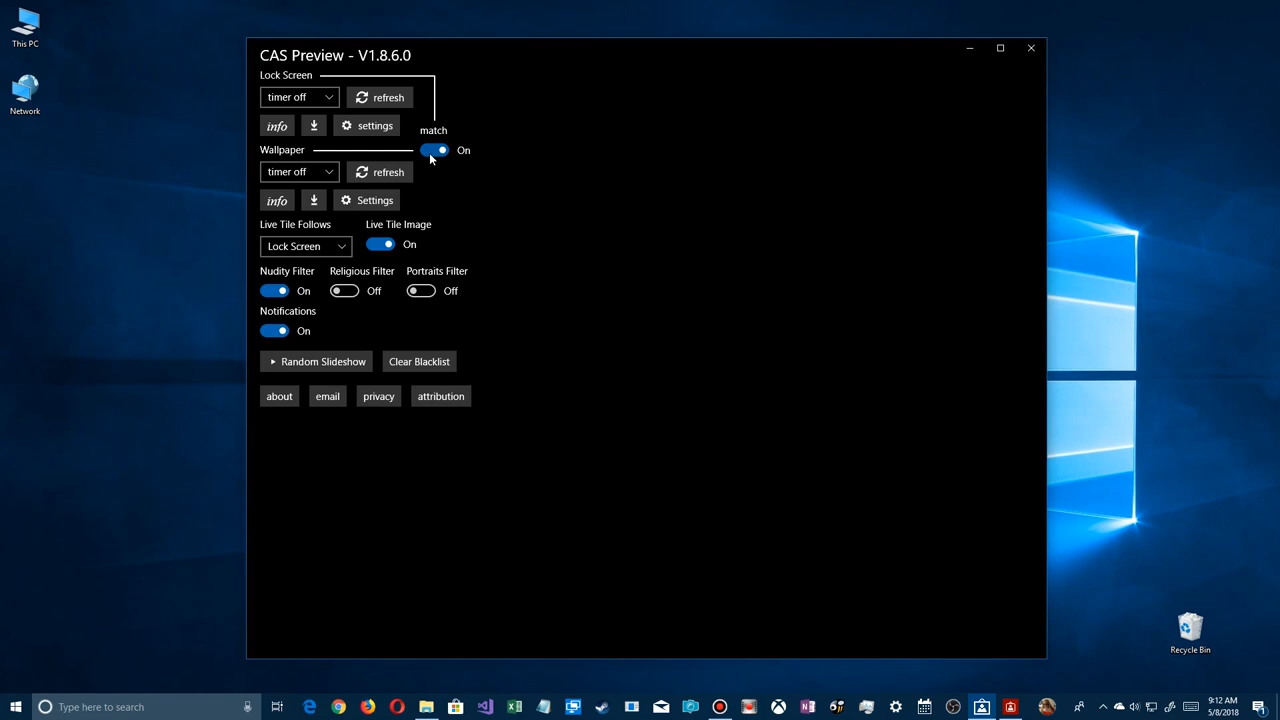 This PC
Network
CAS Preview - V1.8.6.0
Lock Screen
timer off
refresh
info
settings
match
On
Wallpaper
timer off
refresh
info
Settings
Live Tile Follows
Live Tile Image
Lock Screen
On
Nudity Filter
Religious Filter
Portraits Filter
On
Off
Off
Notifications
On
Random Slideshow
Clear Blacklist
about
email
privacy
attribution
Recycle Bin
Type here to search
9:12 AM
5/8/2018